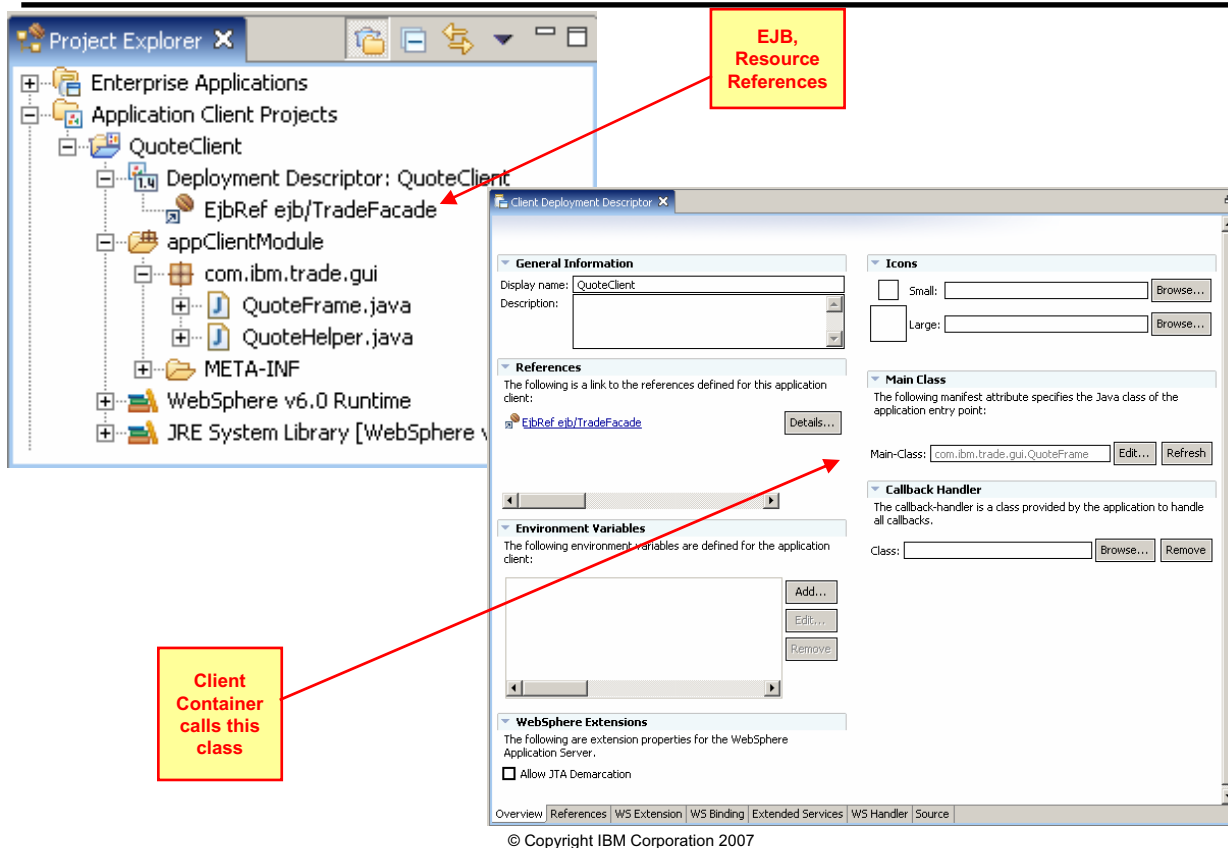 Project Explorer
EJB,
Resource
References
Enterprise Applications
Application Client Projects
QuoteClient
1.4
Deployment Descriptor: QuoteClient
EjbRef ejb/TradeFacade
appClientModule
com.ibm.trade.gui
QuoteFrame.java
QuoteHelper.java
META-INF
WebSphere v6.0 Runtime
JRE System Library [WebSphere v
Client Deployment Descriptor
General Information
Display name: QuoteClient
Description:
References
The following is a link to the references defined for this application
client:
EjbRef ejb/TradeFacade
Details...
Environment Variables
The following environment variables are defined for the application
client:
Add...
Edit...
Remove
WebSphere Extensions
The following are extension properties for the WebSphere
Application Server.
Allow JTA Demarcation
Icons
Small:
Browse...
Large:
Browse...
Main Class
The following manifest attribute specifies the Java class of the
application entry point:
Main-Class: com.ibm.trade.gui.QuoteFrame Edit... Refresh
Callback Handler
The callback-handler is a class provided by the application to handle
all callbacks.
Class: Browse... Remove
Client
Container
calls this
class
Overview References WS Extension WS Binding Extended Services WS Handler Source
© Copyright IBM Corporation 2007